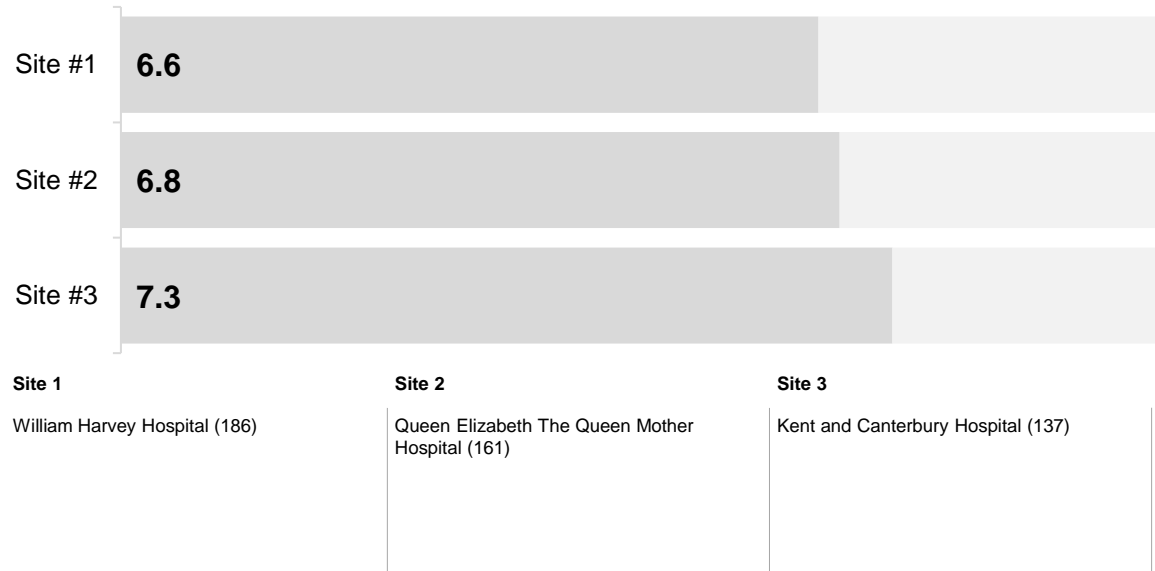 Site #1 6.6
Site #2 6.8
Site #3 7.3
Site 1 Site 2 Site 3
William Harvey Hospital (186)
Queen Elizabeth The Queen Mother
Hospital (161)
Kent and Canterbury Hospital (137)